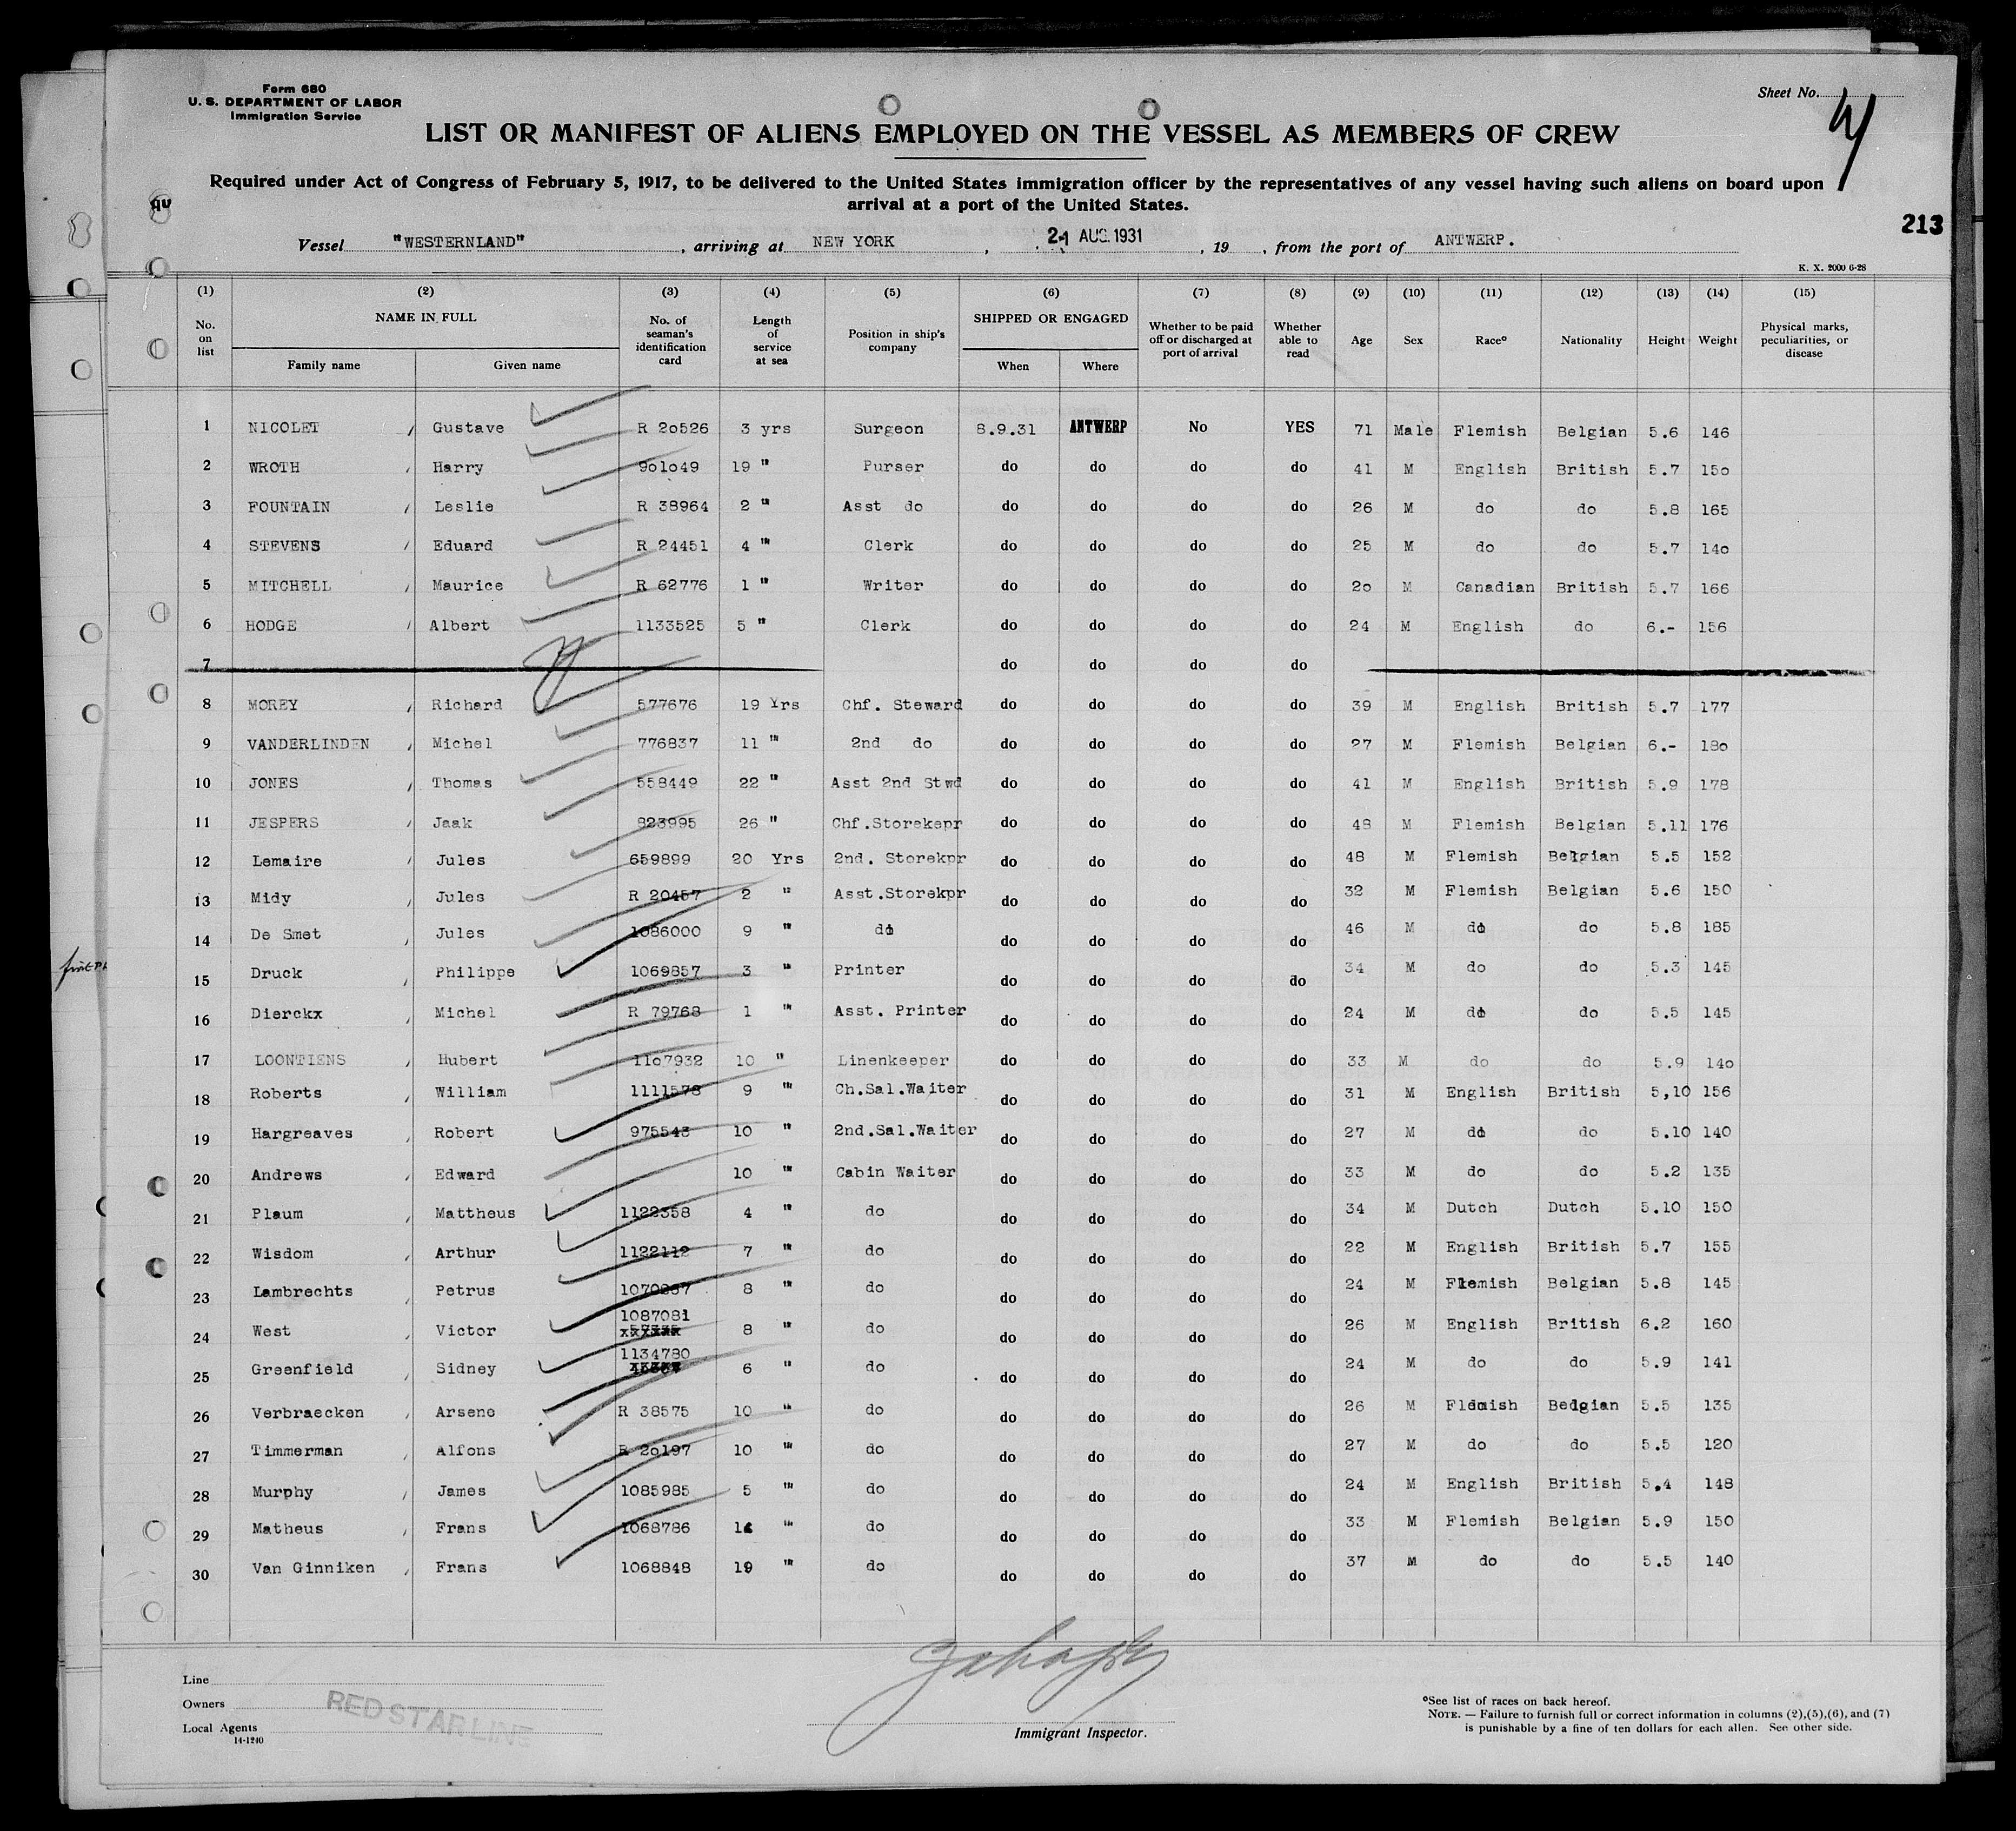 Form 680
U. S. DEPARTMENT OF LABOR
Immigration Service
Sheet No.
LIST OR MANIFEST OF ALIENS EMPLOYED ON THE VESSEL AS MEMBERS OF CREW
Required under Act of Congress of February 5, 1917, to be delivered to the United States immigration officer by the representatives of any vessel having such aliens on board upon
arrival at a port of the United States.
213
Vessel "WESTERNLAND", arriving at NEW YORK, 21 AUG. 1931, 19, from the port of ANTWERP.
K. X. 2000 6-28
(1) (2) (3) (4) (5) (6) (7) (8) (9) (10) (11) (12) (13) (14) (15)
No. on list NAME IN FULL Family name Given name No. of seaman's identification card Length of service at sea Position in ship's company SHIPPED OR ENGAGED When Where Whether to be paid off or discharged at port of arrival Whether able to read Age Sex Race° Nationality Height Weight Physical marks, peculiarities, or disease
1 NICOLET Gustave R 2o526 3 yrs Surgeon 8.9.31 ANTWERP No YES 71 Male Flemish Belgian 5.6 146
2 WROTH Harry 9o1o49 19 " Purser do do do do 41 M English British 5.7 15o
3 FOUNTAIN Leslie R 38964 2 " Asst do do do do do 26 M do do 5.8 165
4 STEVENS Eduard R 24451 4 " Clerk do do do do 25 M do do 5.7 14o
5 MITCHELL Maurice R 62776 1 " Writer do do do do 2o M Canadian British 5.7 166
6 HODGE Albert 1133525 5 " Clerk do do do do 24 M English do 6.- 156
7 do do do do
8 MOREY Richard 577676 19 Yrs Chf. Steward do do do do 39 M English British 5.7 177
9 VANDERLINDEN Michel 776837 11 " 2nd do do do do do 27 M Flemish Belgian 6.- 18o
10 JONES Thomas 558449 22 " Asst 2nd Stwd do do do do 41 M English British 5.9 178
11 JESPERS Jaak 823995 26 " Chf.Storekepr do do do do 48 M Flemish Belgian 5.11 176
12 Lemaire Jules 659899 20 Yrs 2nd. Storekpr do do do do 48 M Flemish Belgian 5.5 152
13 Midy Jules R 20457 2 " Asst.Storekpr do do do do 32 M Flemish Belgian 5.6 150
14 De Smet Jules 1086000 9 " do do do do do 46 M do do 5.8 185
15 Druck Philippe 1069857 3 " Printer do do do do 34 M do do 5.3 145
16 Dierckx Michel R 79768 1 " Asst. Printer do do do do 24 M do do 5.5 145
17 LOONTIENS Hubert 11o7932 10 " Linenkeeper do do do do 33 M do do 5.9 14o
18 Roberts William 1111578 9 " Ch.Sal.Waiter do do do do 31 M English British 5,10 156
19 Hargreaves Robert 975543 10 " 2nd.Sal.Waiter do do do do 27 M do do 5.10 140
20 Andrews Edward 10 " Cabin Waiter do do do do 33 M do do 5.2 135
21 Plaum Mattheus 1122358 4 " do do do do do 34 M Dutch Dutch 5.10 150
22 Wisdom Arthur 1122112 7 " do do do do do 22 M English British 5.7 155
23 Lambrechts Petrus 8 " do do do do do 24 M Flemish Belgian 5.8 145
24 West Victor 1087081 8 " do do do do do 26 M English British 6.2 160
25 Greenfield Sidney 1134780 6 " do do do do do 24 M do do 5.9 141
26 Verbraecken Arsene R 38575 10 " do do do do do 26 M Flemish Belgian 5.5 135
27 Timmerman Alfons R 2o197 10 " do do do do do 27 M do do 5.5 120
28 Murphy James 1085985 5 " do do do do do 24 M English British 5.4 148
29 Matheus Frans 1068786 " do do do do do 33 M Flemish Belgian 5.9 150
30 Van Ginniken Frans 1068848 19 " do do do do do 37 M do do 5.5 140
Line
Owners
Local Agents
14-1240
RED STAR LINE
Immigrant Inspector.
°See list of races on back hereof.
NOTE. — Failure to furnish full or correct information in columns (2), (5), (6), and (7)
is punishable by a fine of ten dollars for each alien. See other side.